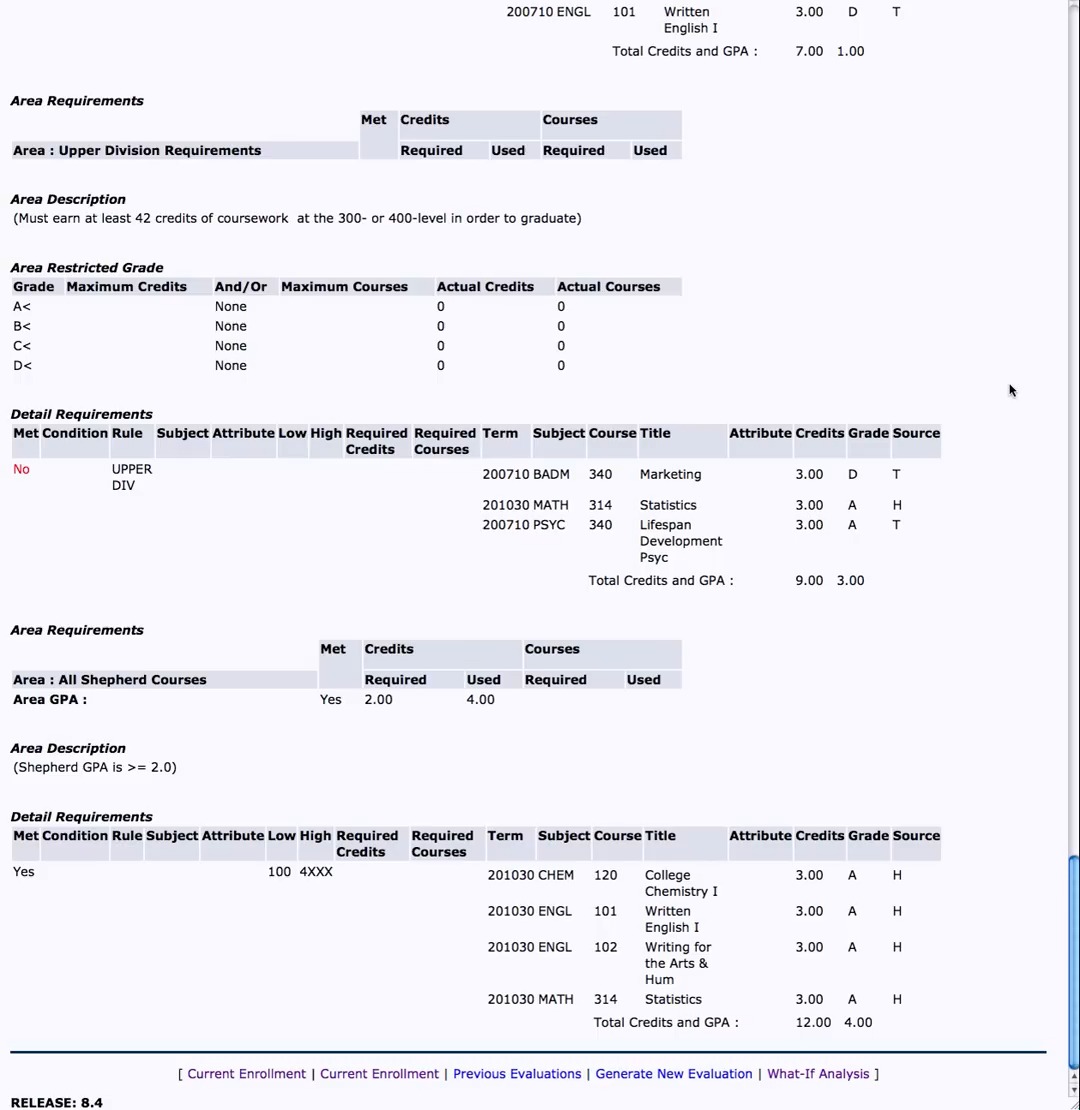 200710 ENGL 101 Written 3.00 D T
English I
Total Credits and GPA : 7.00 1.00
Area Requirements
Met Credits Courses
Area : Upper Division Requirements Required Used Required Used
Area Description
(Must earn at least 42 credits of coursework at the 300- or 400-level in order to graduate)
Area Restricted Grade
Grade Maximum Credits And/Or Maximum Courses Actual Credits Actual Courses
A< None 0 0
B< None 0 0
C< None 0 0
D< None 0 0
Detail Requirements
Met Condition Rule Subject Attribute Low High Required Required Term Subject Course Title Attribute Credits Grade Source
Credits Courses
No UPPER 200710 BADM 340 Marketing 3.00 D T
DIV
201030 MATH 314 Statistics 3.00 A H
200710 PSYC 340 Lifespan 3.00 A T
Development
Psyc
Total Credits and GPA : 9.00 3.00
Area Requirements
Met Credits Courses
Area : All Shepherd Courses Required Used Required Used
Area GPA : Yes 2.00 4.00
Area Description
(Shepherd GPA is >= 2.0)
Detail Requirements
Met Condition Rule Subject Attribute Low High Required Required Term Subject Course Title Attribute Credits Grade Source
Credits Courses
Yes 100 4XXX 201030 CHEM 120 College 3.00 A H
Chemistry I
201030 ENGL 101 Written 3.00 A H
English I
201030 ENGL 102 Writing for 3.00 A H
the Arts &
Hum
201030 MATH 314 Statistics 3.00 A H
Total Credits and GPA : 12.00 4.00
[ Current Enrollment | Current Enrollment | Previous Evaluations | Generate New Evaluation | What-If Analysis ]
RELEASE: 8.4